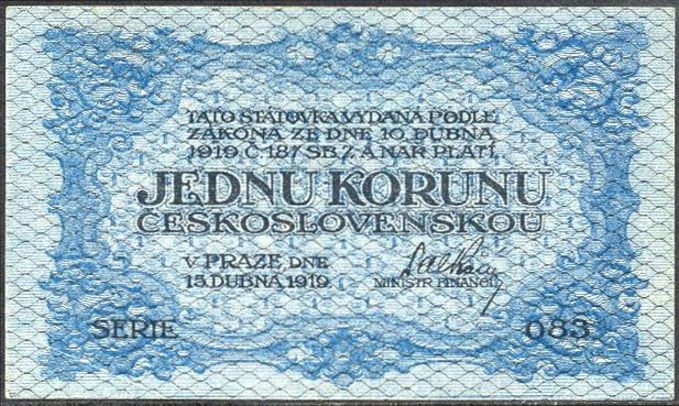 TATO STÁTOVKA VYDANÁ PODLE
ZÁKONA ZE DNE 10. DUBNA
1919 Č. 187 SB. Z. A NAŘ. PLATÍ
JEDNU KORUNU
ČESKOSLOVENSKOU
V PRAZE, DNE
15. DUBNA 1919.
MINISTR FINANCÍ
SERIE 083